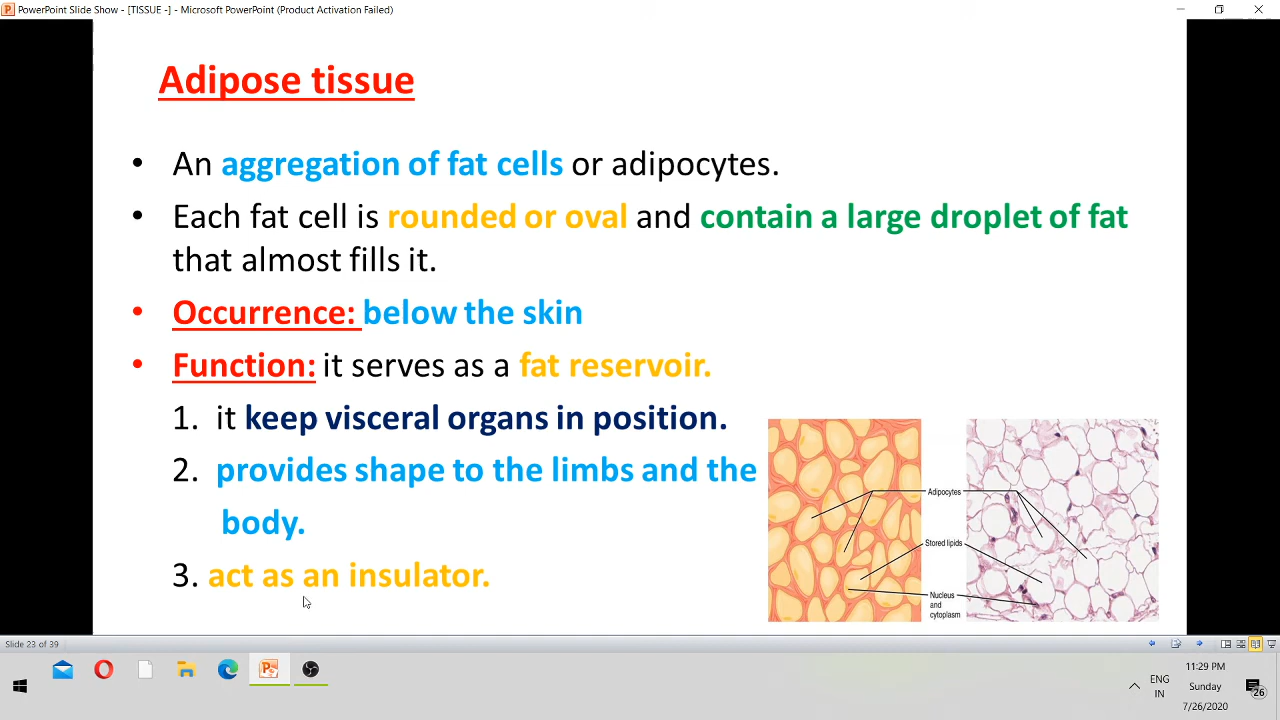 PowerPoint Slide Show - [TISSUE -] - Microsoft PowerPoint (Product Activation Failed)
Adipose tissue
• An aggregation of fat cells or adipocytes.
• Each fat cell is rounded or oval and contain a large droplet of fat
that almost fills it.
• Occurrence: below the skin
• Function: it serves as a fat reservoir.
1. it keep visceral organs in position.
2. provides shape to the limbs and the
body.
3. act as an insulator.
Adipocytes
Stored lipids
Nucleus
and
cytoplasm
Slide 23 of 39
11:29 PM
ENG
IN
Sunday
7/26/2020
26